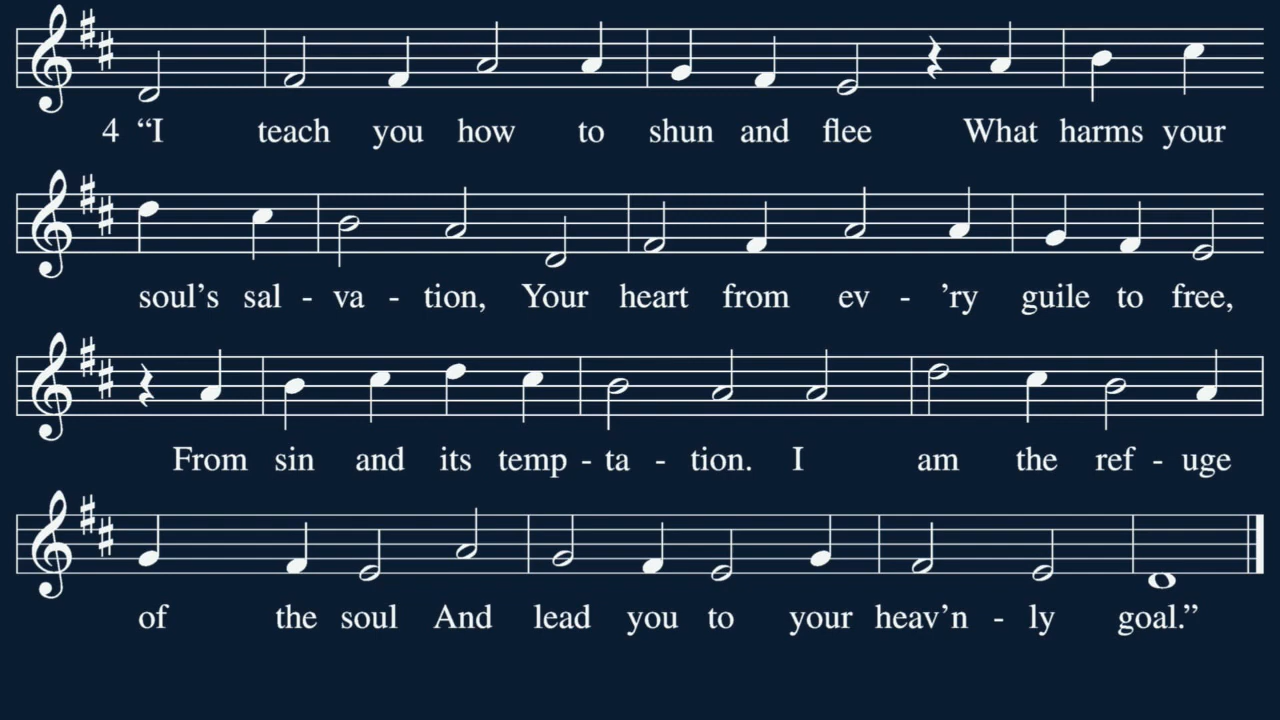 4 “I teach you how to shun and flee What harms your
soul’s sal - va - tion, Your heart from ev - ’ry guile to free,
From sin and its temp - ta - tion. I am the ref - uge
of the soul And lead you to your heav’n - ly goal.”